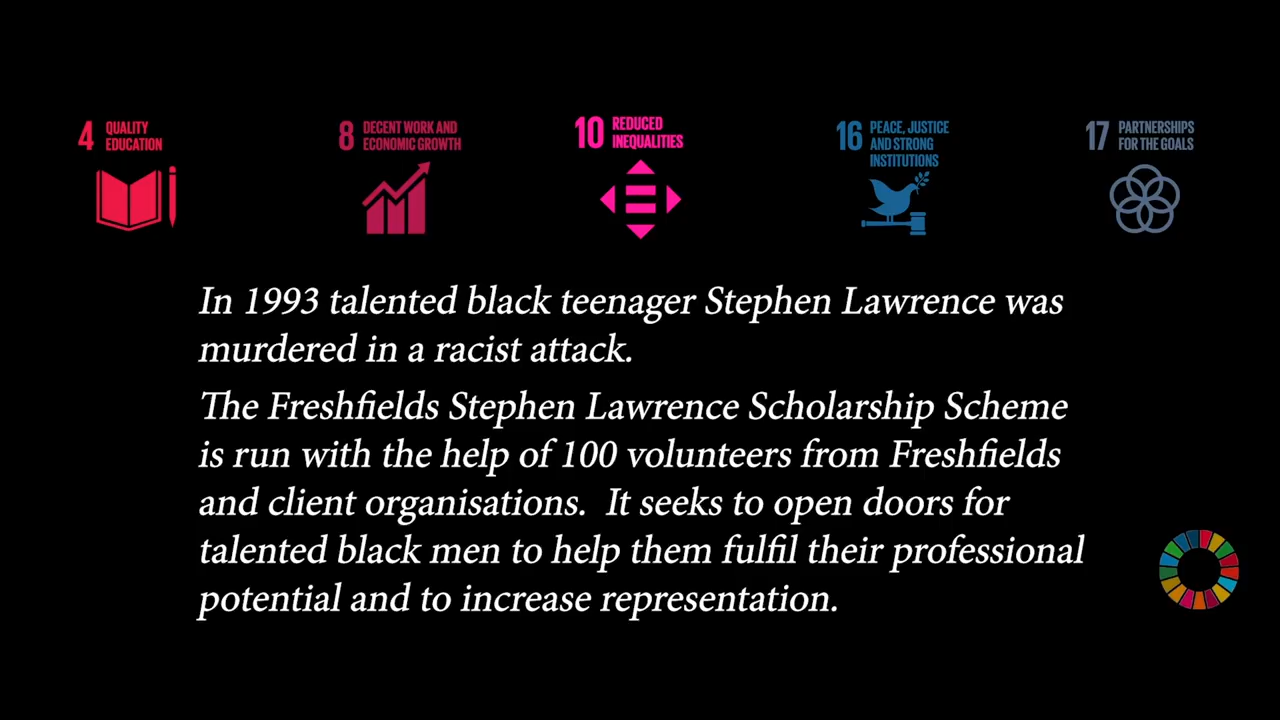 4 QUALITY
EDUCATION
8 DECENT WORK AND
ECONOMIC GROWTH
10 REDUCED
INEQUALITIES
16 PEACE, JUSTICE
AND STRONG
INSTITUTIONS
17 PARTNERSHIPS
FOR THE GOALS
In 1993 talented black teenager Stephen Lawrence was
murdered in a racist attack.
The Freshfields Stephen Lawrence Scholarship Scheme
is run with the help of 100 volunteers from Freshfields
and client organisations.  It seeks to open doors for
talented black men to help them fulfil their professional
potential and to increase representation.